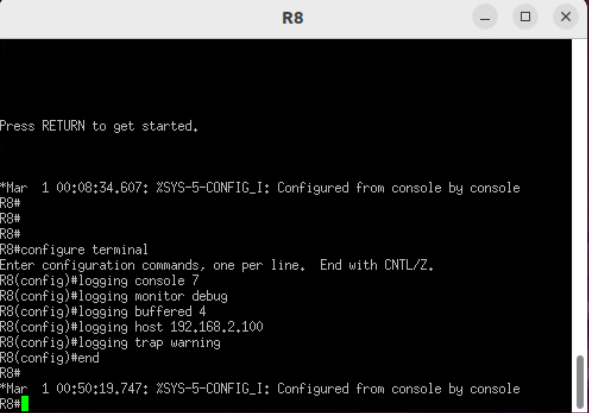 R8
Press RETURN to get started.
*Mar  1 00:08:34.607: %SYS-5-CONFIG_I: Configured from console by console
R8#
R8#
R8#
R8#configure terminal
Enter configuration commands, one per line.  End with CNTL/Z.
R8(config)#logging console 7
R8(config)#logging monitor debug
R8(config)#logging buffered 4
R8(config)#logging host 192.168.2.100
R8(config)#logging trap warning
R8(config)#end
R8#
*Mar  1 00:50:19.747: %SYS-5-CONFIG_I: Configured from console by console
R8#